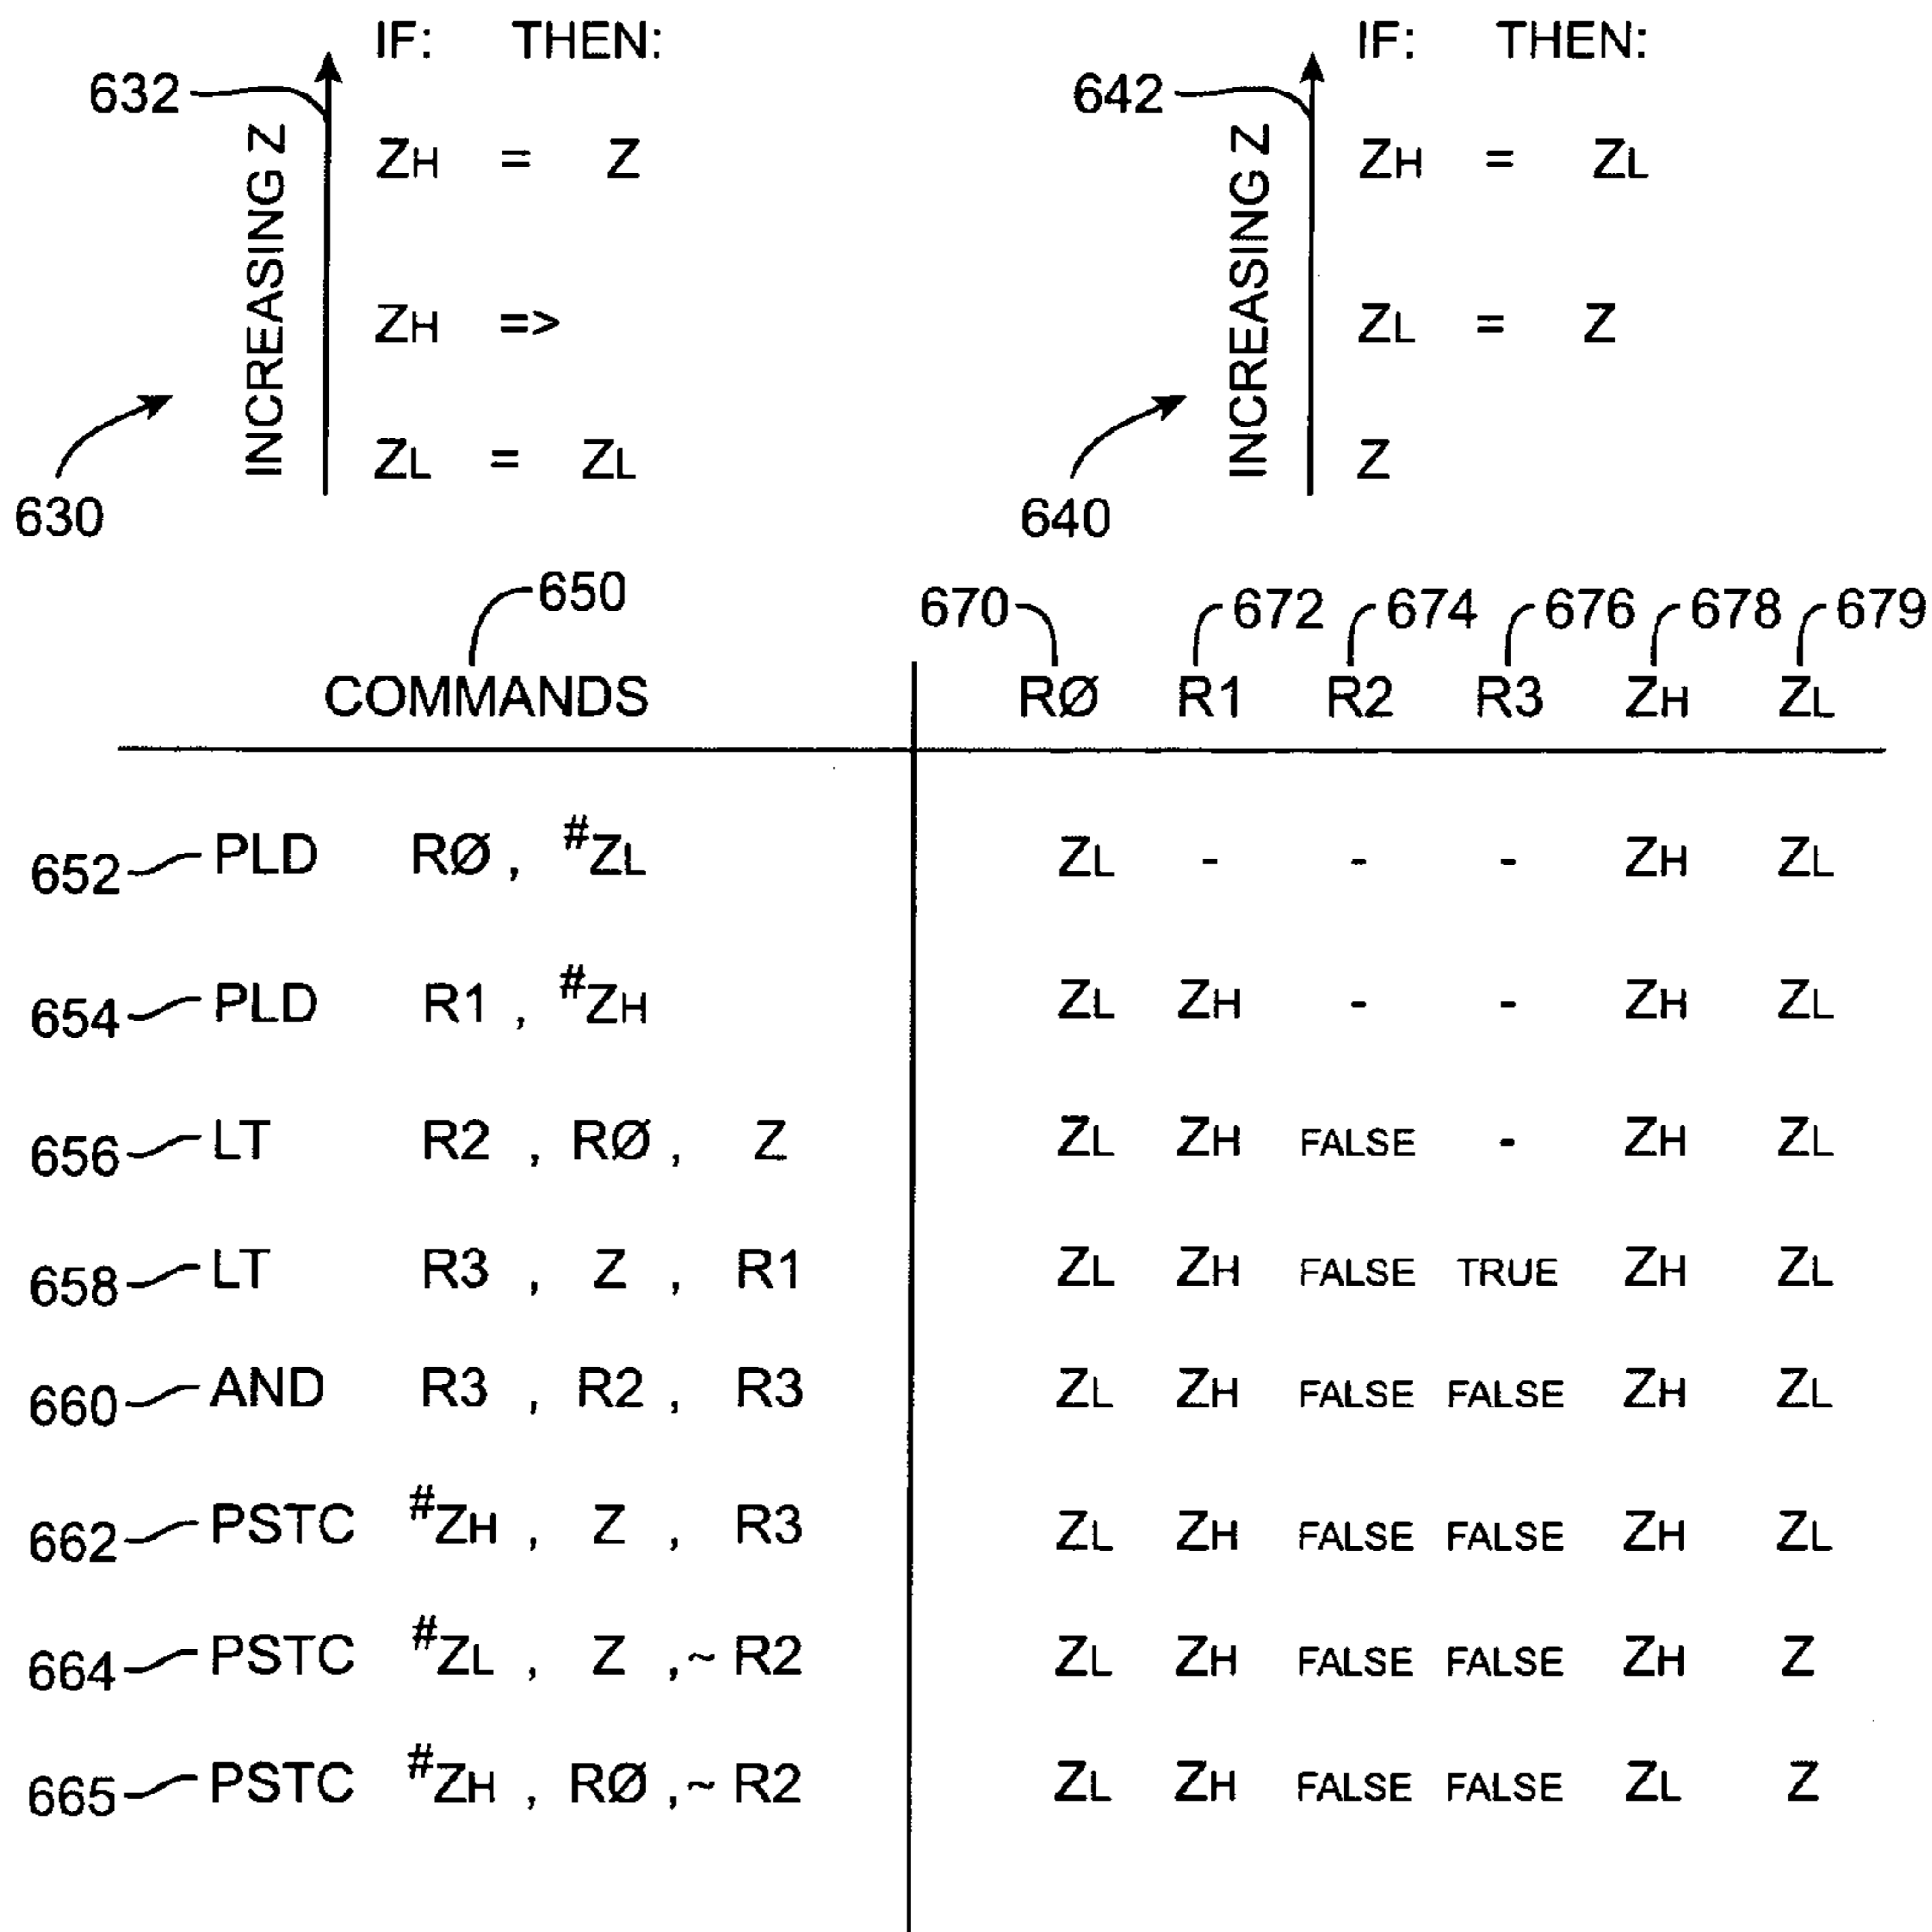 IF: THEN: IF: THEN:
632 642
INCREASING Z INCREASING Z
ZH = Z ZH = ZL
ZH => ZL = Z
ZL = ZL Z
630 640
650 670 672 674 676 678 679
COMMANDS RØ R1 R2 R3 ZH ZL
652 PLD RØ , #ZL ZL - - - ZH ZL
654 PLD R1 , #ZH ZL ZH - - ZH ZL
656 LT R2 , RØ , Z ZL ZH FALSE - ZH ZL
658 LT R3 , Z , R1 ZL ZH FALSE TRUE ZH ZL
660 AND R3 , R2 , R3 ZL ZH FALSE FALSE ZH ZL
662 PSTC #ZH , Z , R3 ZL ZH FALSE FALSE ZH ZL
664 PSTC #ZL , Z ,~ R2 ZL ZH FALSE FALSE ZH Z
665 PSTC #ZH , RØ ,~ R2 ZL ZH FALSE FALSE ZL Z